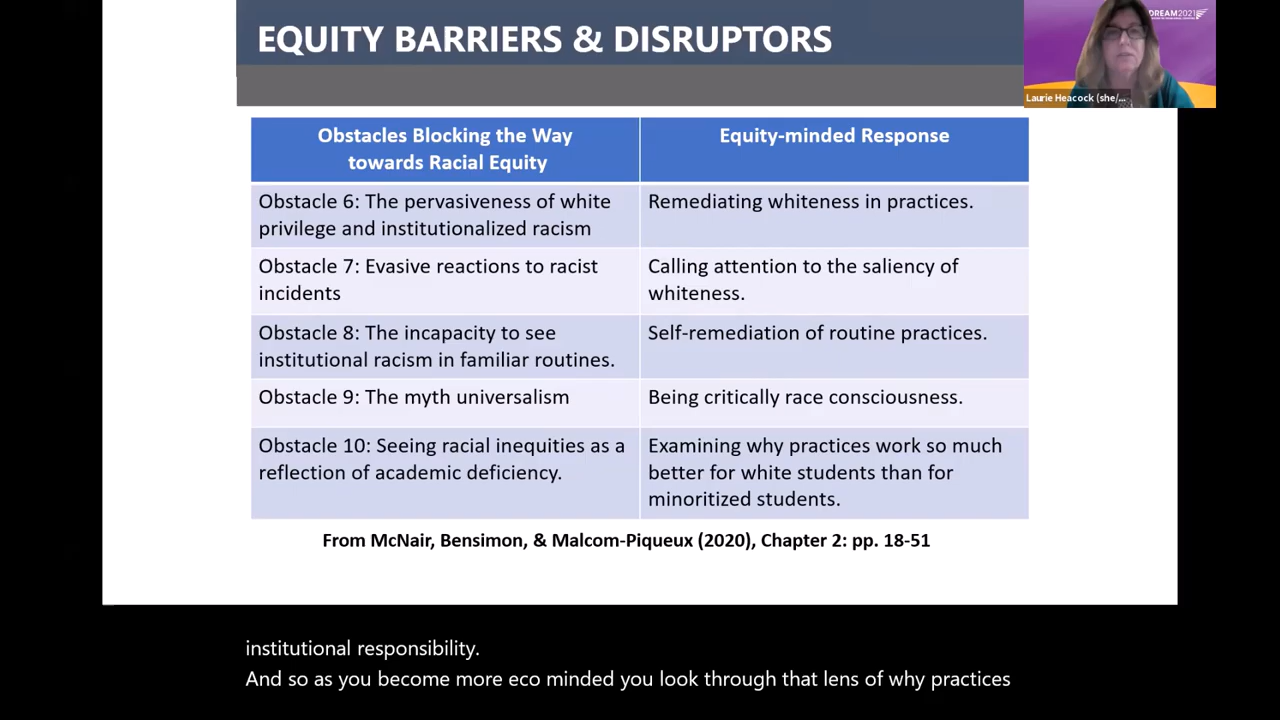 EQUITY BARRIERS & DISRUPTORS
DREAM2021
Laurie Heacock (she/...
Obstacles Blocking the Way
towards Racial Equity
Equity-minded Response
Obstacle 6: The pervasiveness of white
privilege and institutionalized racism
Remediating whiteness in practices.
Obstacle 7: Evasive reactions to racist
incidents
Calling attention to the saliency of
whiteness.
Obstacle 8: The incapacity to see
institutional racism in familiar routines.
Self-remediation of routine practices.
Obstacle 9: The myth universalism
Being critically race consciousness.
Obstacle 10: Seeing racial inequities as a
reflection of academic deficiency.
Examining why practices work so much
better for white students than for
minoritized students.
From McNair, Bensimon, & Malcom-Piqueux (2020), Chapter 2: pp. 18-51
institutional responsibility.
And so as you become more eco minded you look through that lens of why practices